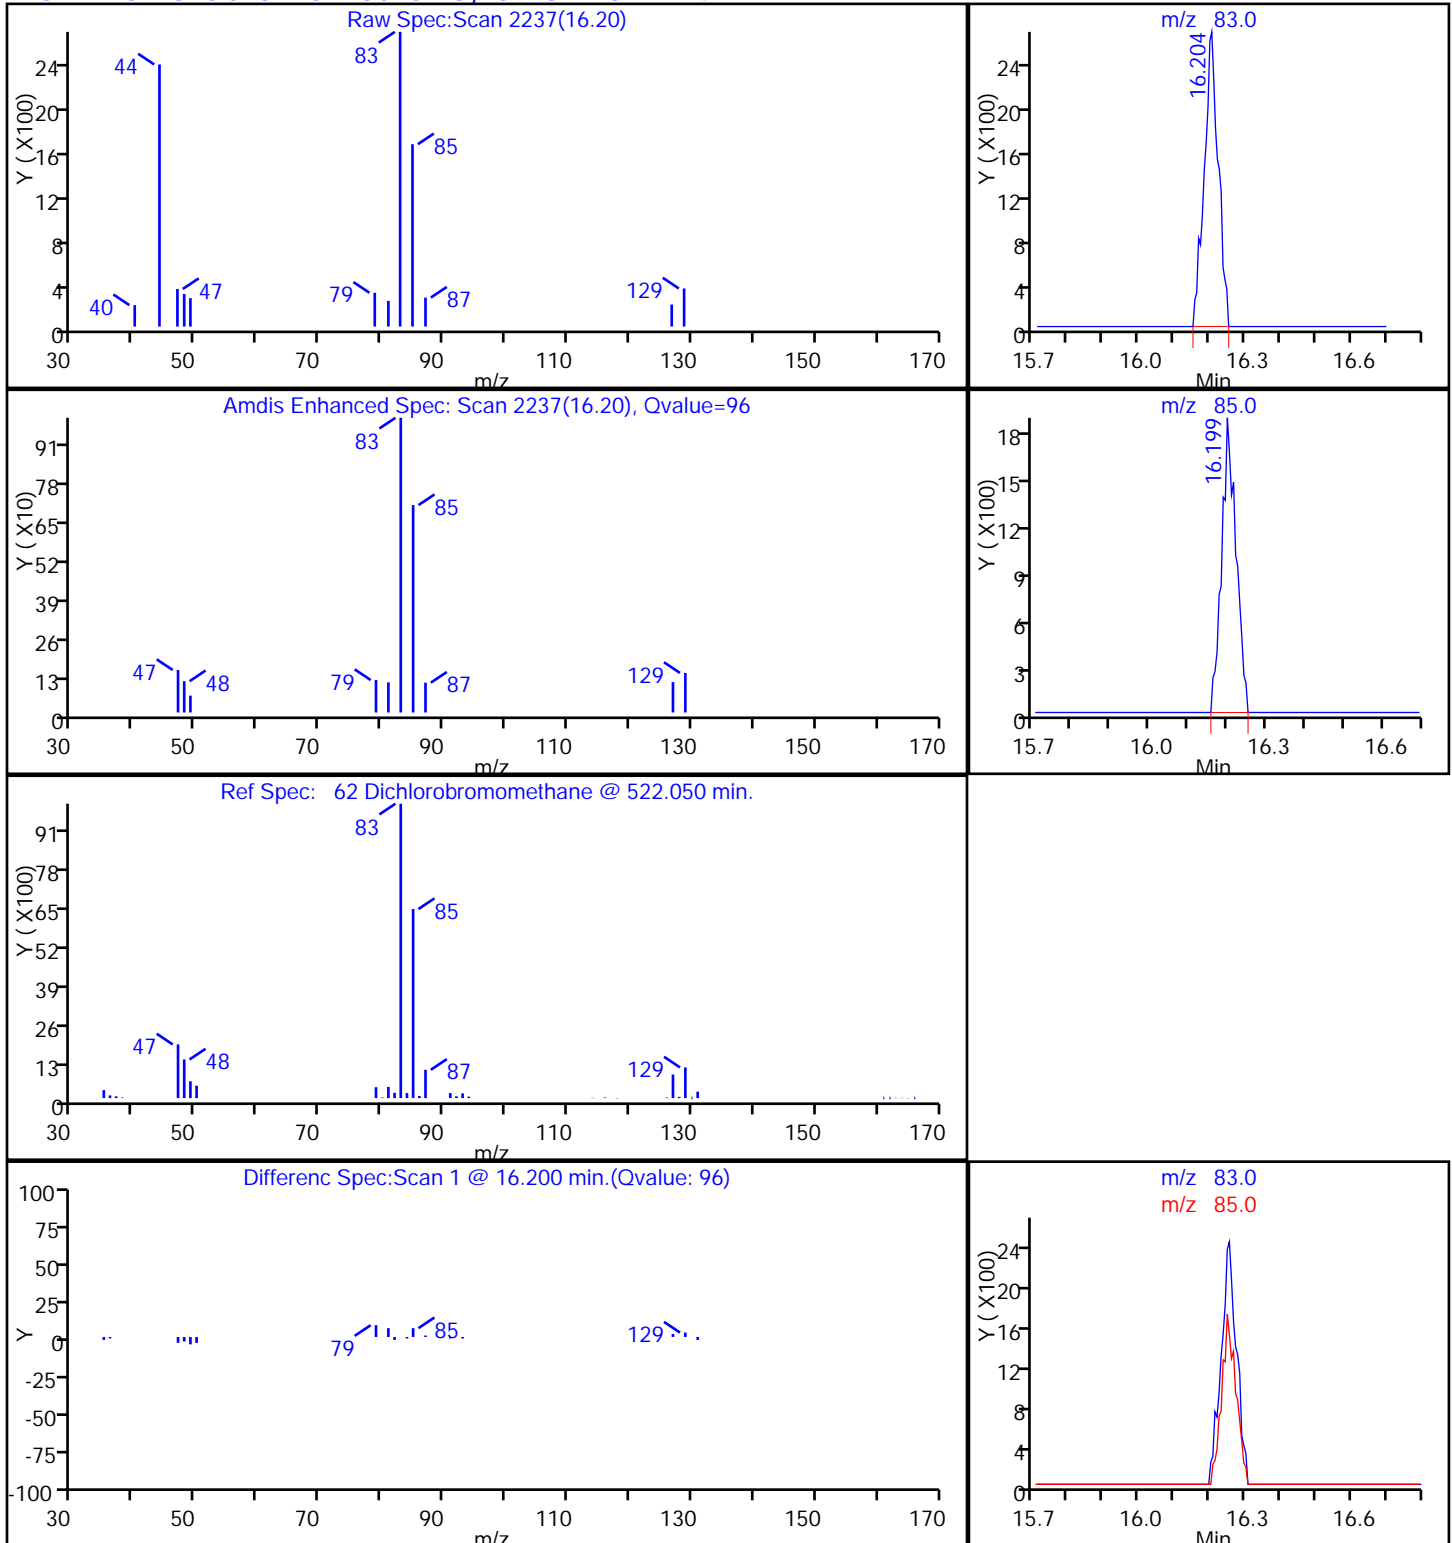 Raw Spec:Scan 2237(16.20)
Y ( X100)
24
20
16
12
8
4
0
44
83
85
40
47
79
87
129
30 50 70 90 110 130 150 170
m/z
m/z 83.0
Y ( X100)
24
20
16
12
8
4
0
16.204
15.7 16.0 16.3 16.6
Min
Amdis Enhanced Spec: Scan 2237(16.20), Qvalue=96
Y ( X10)
91
78
65
52
39
26
13
0
83
85
47
48
79
87
129
30 50 70 90 110 130 150 170
m/z
m/z 85.0
Y ( X100)
18
15
12
9
6
3
0
16.199
15.7 16.0 16.3 16.6
Min
Ref Spec: 62 Dichlorobromomethane @ 522.050 min.
Y ( X100)
91
78
65
52
39
26
13
0
83
85
47
48
87
129
30 50 70 90 110 130 150 170
m/z
Differenc Spec:Scan 1 @ 16.200 min.(Qvalue: 96)
Y
100
75
50
25
0
-25
-50
-75
-100
79
85
129
30 50 70 90 110 130 150 170
m/z
m/z 83.0
m/z 85.0
Y ( X100)
24
20
16
12
8
4
0
15.7 16.0 16.3 16.6
Min